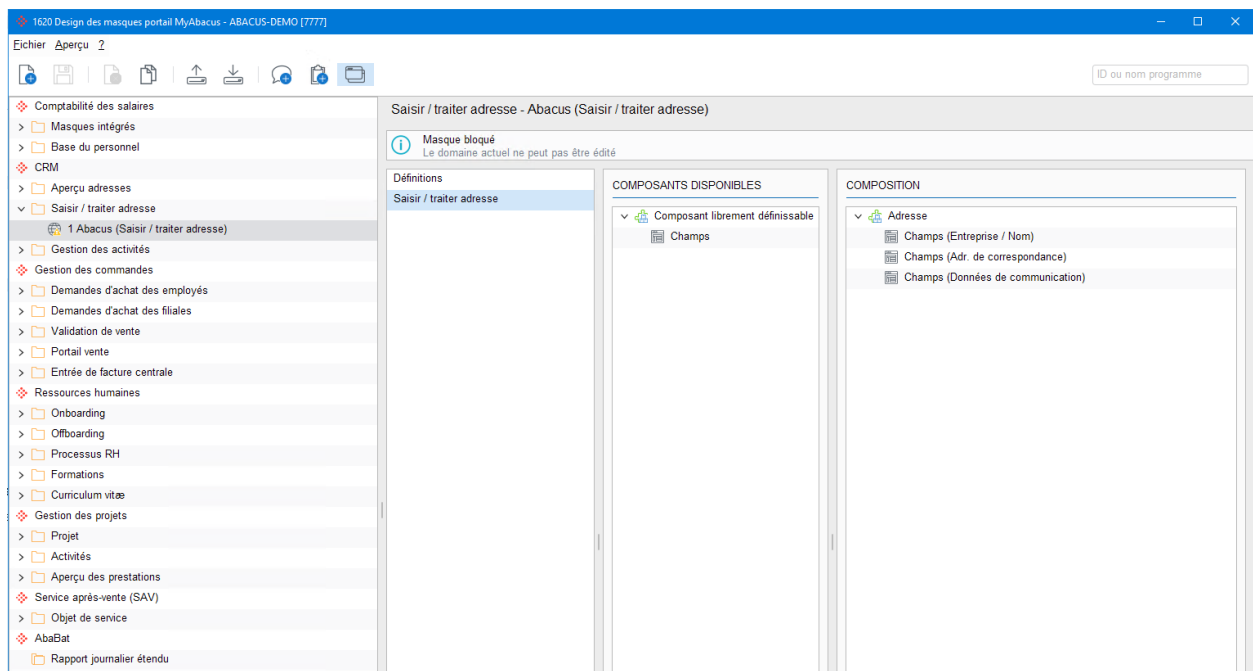 1620 Design des masques portail MyAbacus - ABACUS-DEMO [7777]
Fichier Aperçu ?
ID ou nom programme
Comptabilité des salaires
Masques intégrés
Base du personnel
CRM
Aperçu adresses
Saisir / traiter adresse
1 Abacus (Saisir / traiter adresse)
Gestion des activités
Gestion des commandes
Demandes d'achat des employés
Demandes d'achat des filiales
Validation de vente
Portail vente
Entrée de facture centrale
Ressources humaines
Onboarding
Offboarding
Processus RH
Formations
Curriculum vitæ
Gestion des projets
Projet
Activités
Aperçu des prestations
Service après-vente (SAV)
Objet de service
AbaBat
Rapport journalier étendu
Saisir / traiter adresse - Abacus (Saisir / traiter adresse)
Masque bloqué
Le domaine actuel ne peut pas être édité
Définitions
Saisir / traiter adresse
COMPOSANTS DISPONIBLES
Composant librement définissable
Champs
COMPOSITION
Adresse
Champs (Entreprise / Nom)
Champs (Adr. de correspondance)
Champs (Données de communication)